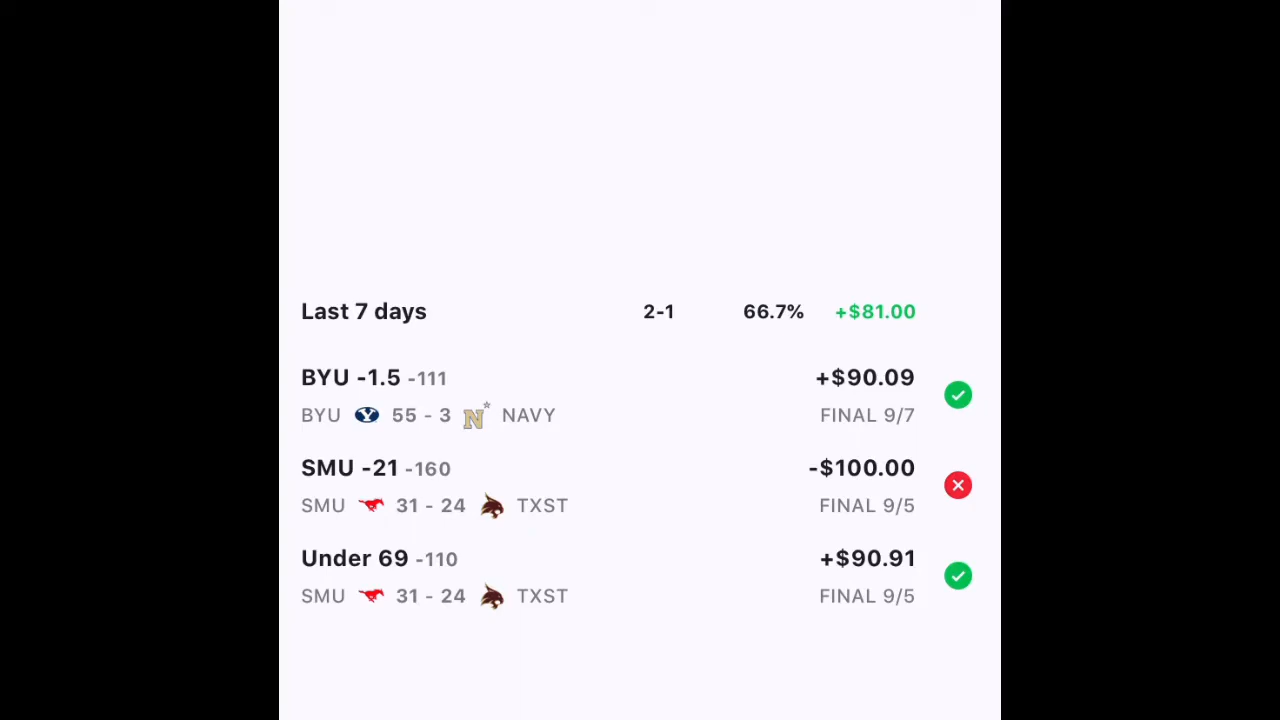 Last 7 days 2-1 66.7% +$81.00
BYU -1.5 -111 +$90.09
BYU Y 55 - 3 N NAVY FINAL 9/7
SMU -21 -160 -$100.00
SMU 31 - 24 TXST FINAL 9/5
Under 69 -110 +$90.91
SMU 31 - 24 TXST FINAL 9/5